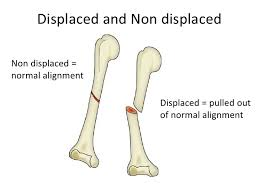 Displaced and Non displaced
Non displaced =
normal alignment
Displaced = pulled out
of normal alignment